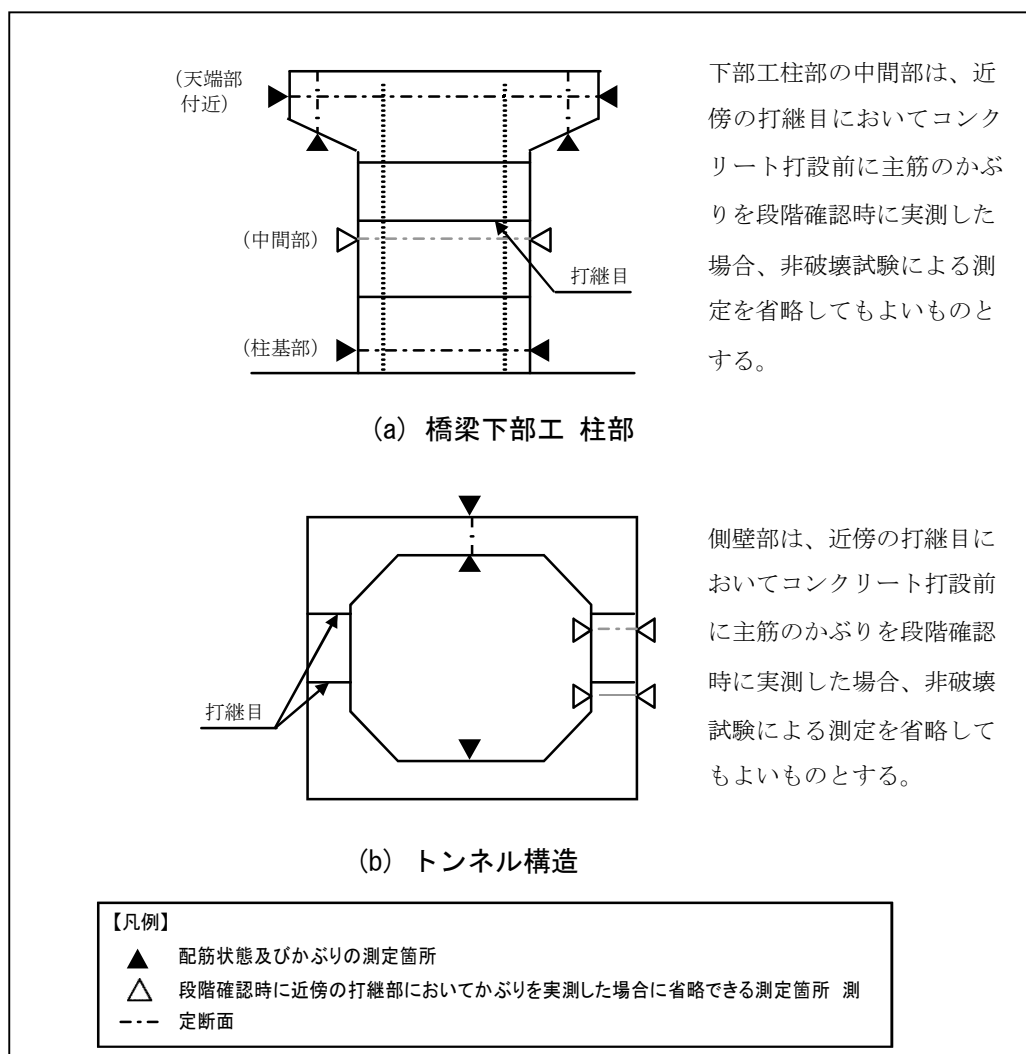 (天端部
付近)
(中間部)
打継目
(柱基部)
下部工柱部の中間部は、近
傍の打継目においてコンク
リート打設前に主筋のかぶ
りを段階確認時に実測した
場合、非破壊試験による測
定を省略してもよいものと
する。
(a) 橋梁下部工 柱部
打継目
側壁部は、近傍の打継目に
おいてコンクリート打設前
に主筋のかぶりを段階確認
時に実測した場合、非破壊
試験による測定を省略して
もよいものとする。
(b) トンネル構造
【凡例】
配筋状態及びかぶりの測定箇所
段階確認時に近傍の打継部においてかぶりを実測した場合に省略できる測定箇所 測
定断面